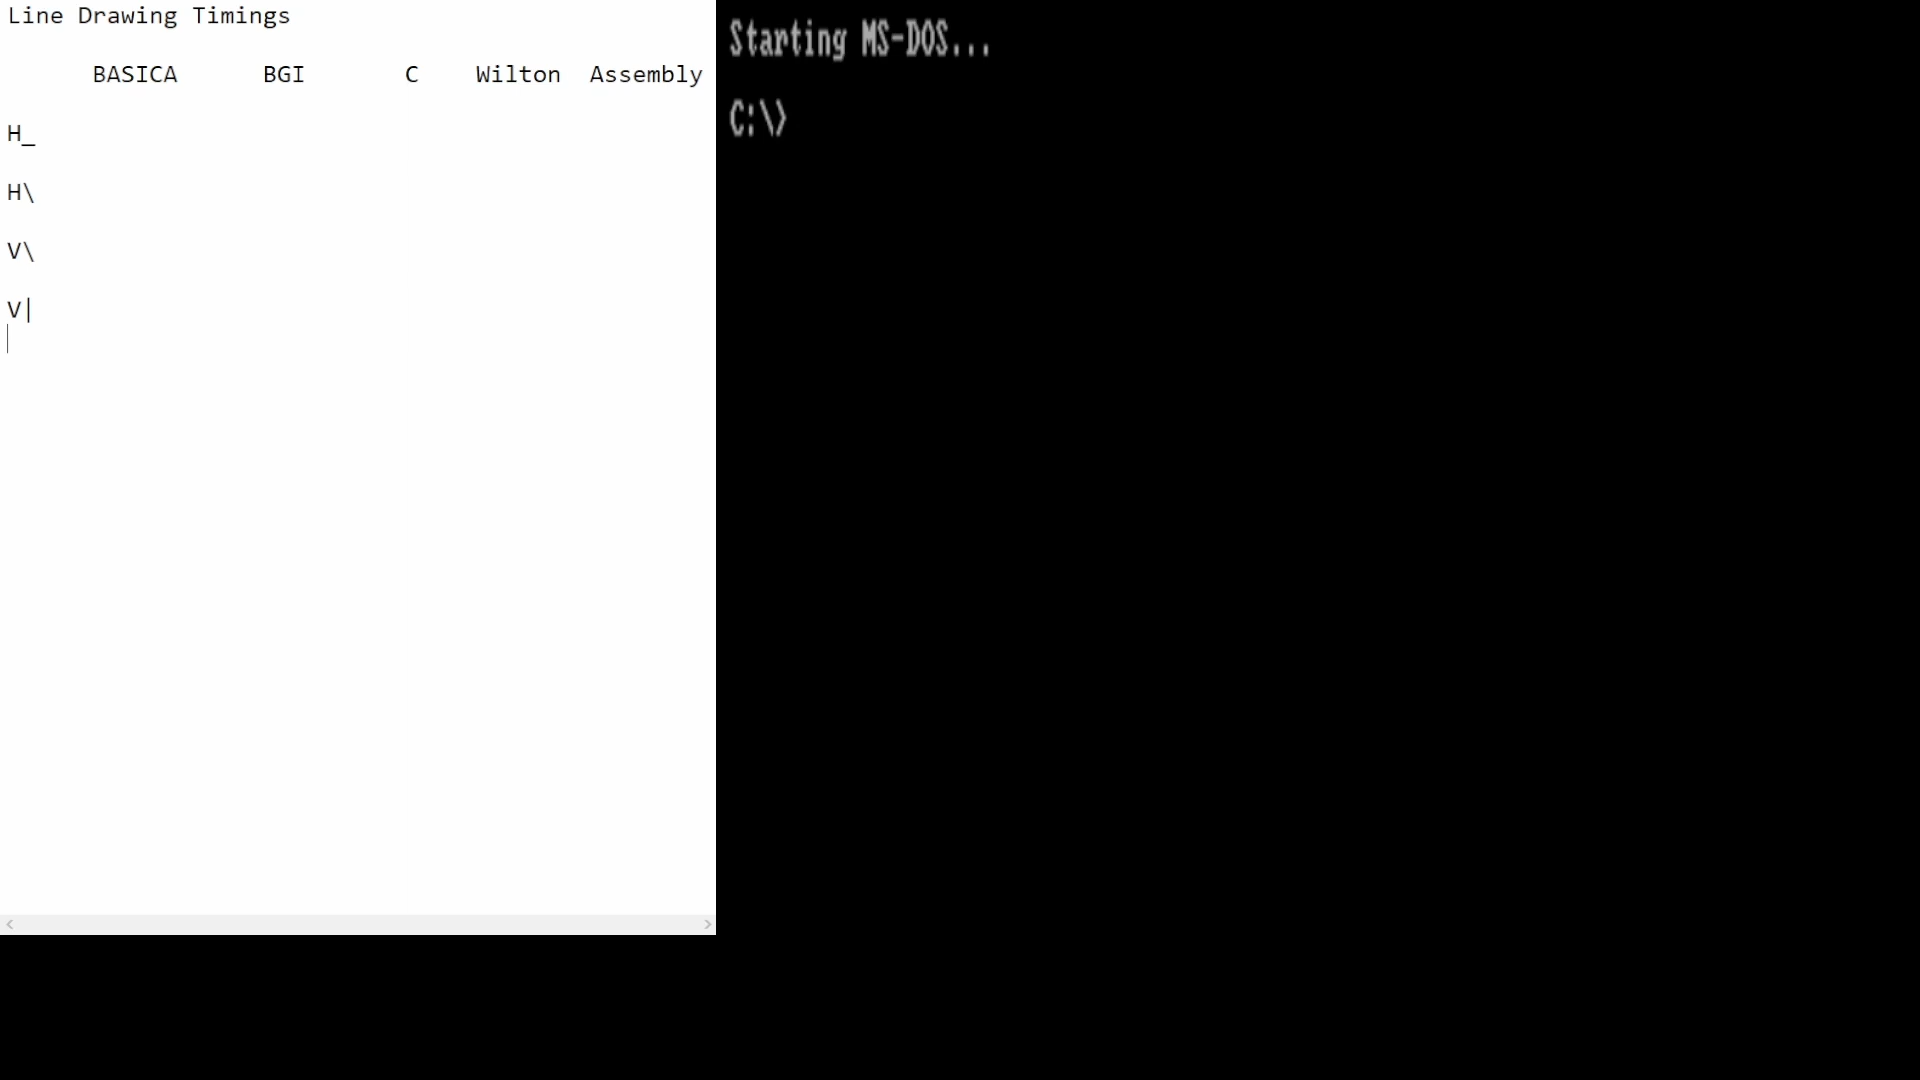 Line Drawing Timings
BASICA BGI C Wilton Assembly
H_
H\
V\
V|
Starting MS-DOS...
C:\>